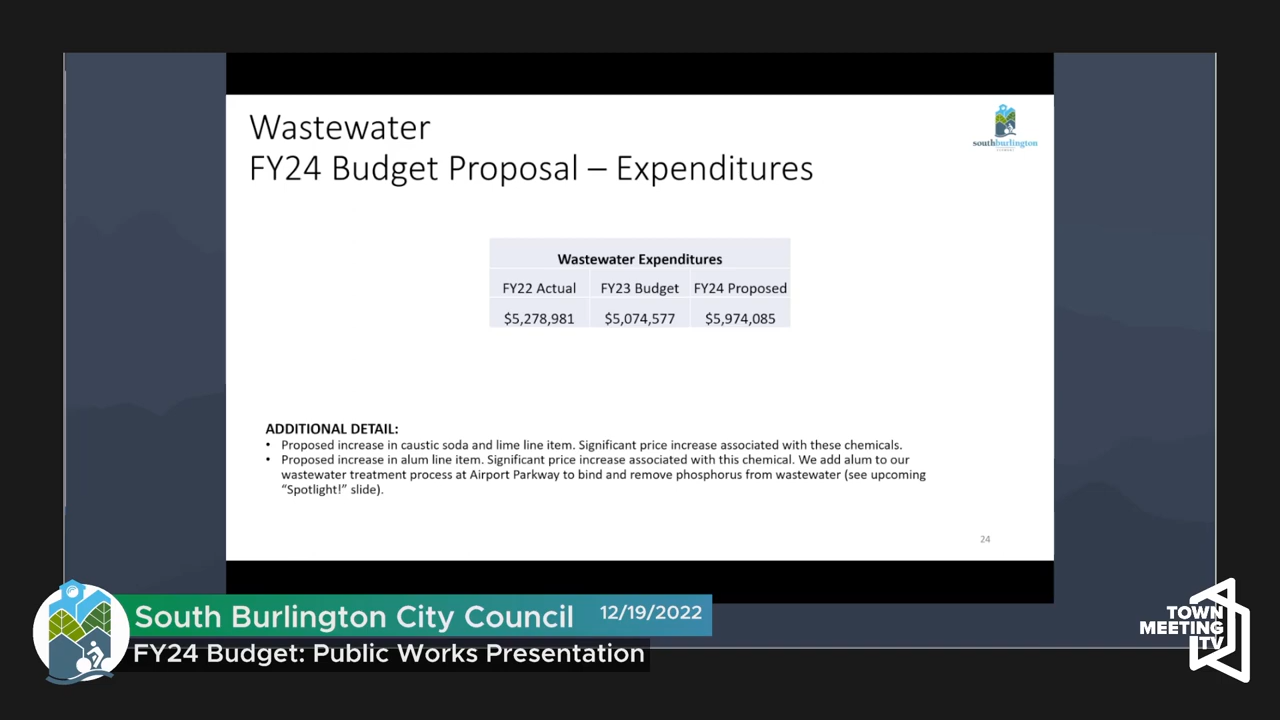 Wastewater
FY24 Budget Proposal – Expenditures
southburlington
Wastewater Expenditures
FY22 Actual FY23 Budget FY24 Proposed
$5,278,981 $5,074,577 $5,974,085
ADDITIONAL DETAIL:
• Proposed increase in caustic soda and lime line item. Significant price increase associated with these chemicals.
• Proposed increase in alum line item. Significant price increase associated with this chemical. We add alum to our
wastewater treatment process at Airport Parkway to bind and remove phosphorus from wastewater (see upcoming
“Spotlight!” slide).
24
South Burlington City Council 12/19/2022
FY24 Budget: Public Works Presentation
TOWN
MEETING
TV